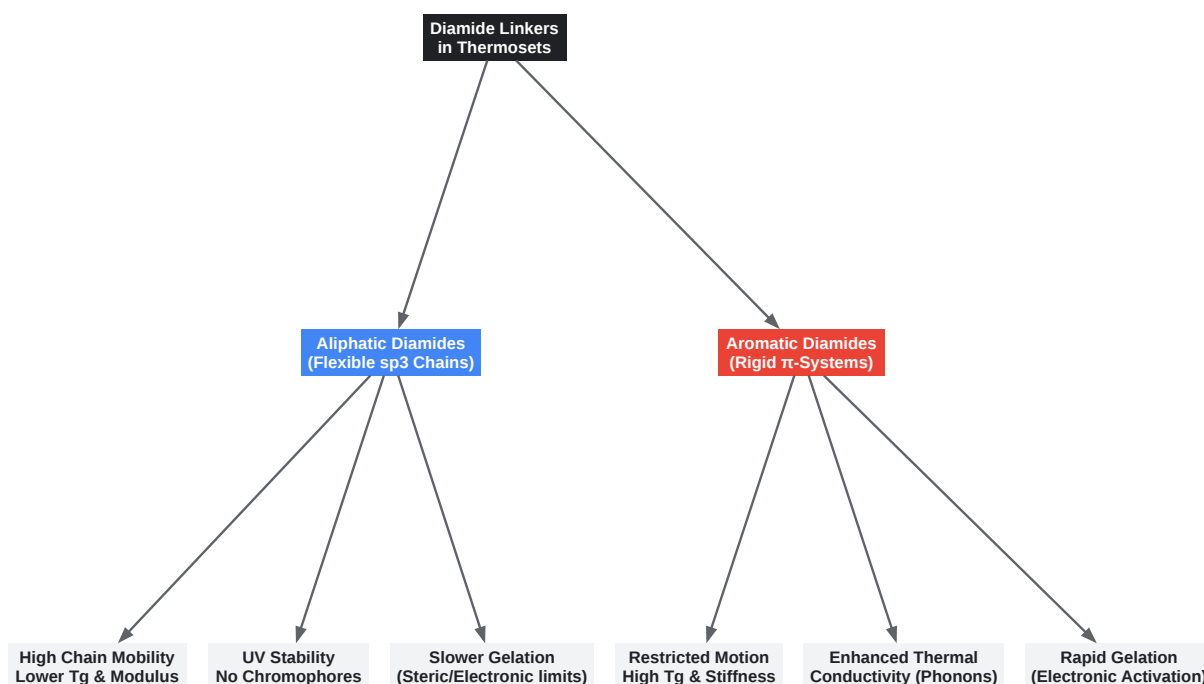 Diamide Linkers
in Thermosets
Aliphatic Diamides
(Flexible sp3 Chains)
Aromatic Diamides
(Rigid π-Systems)
High Chain Mobility
Lower Tg & Modulus
UV Stability
No Chromophores
Slower Gelation
(Steric/Electronic limits)
Restricted Motion
High Tg & Stiffness
Enhanced Thermal
Conductivity (Phonons)
Rapid Gelation
(Electronic Activation)